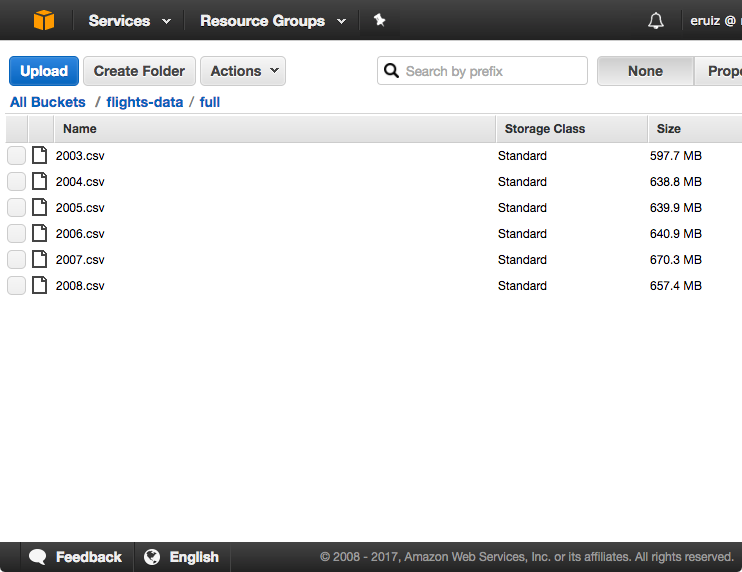 Services Resource Groups eruiz @
Upload Create Folder Actions Search by prefix None Prope
All Buckets / flights-data / full
Name Storage Class Size
2003.csv Standard 597.7 MB
2004.csv Standard 638.8 MB
2005.csv Standard 639.9 MB
2006.csv Standard 640.9 MB
2007.csv Standard 670.3 MB
2008.csv Standard 657.4 MB
Feedback English © 2008 - 2017, Amazon Web Services, Inc. or its affiliates. All rights reserved.